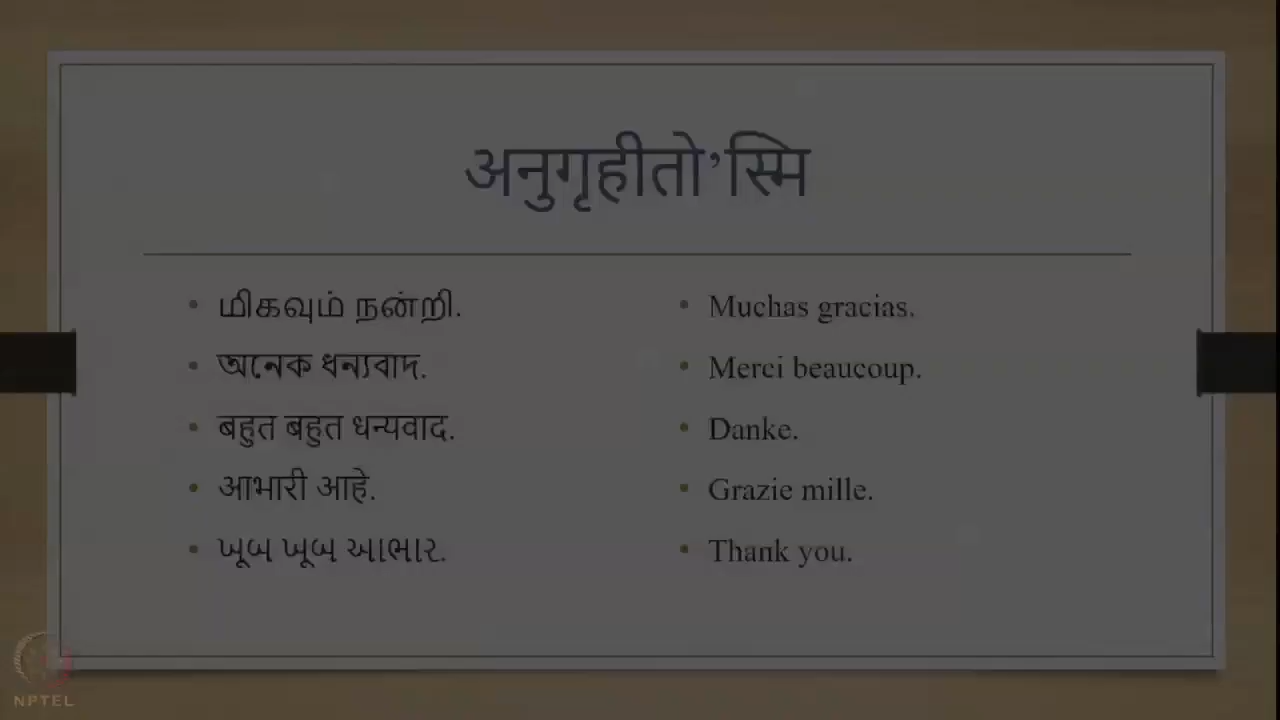 अनुगृहीतो’स्मि
• மிகவும் நன்றி.
• অনেক ধন্যবাদ.
• बहुत बहुत धन्यवाद.
• आभारी आहे.
• ખૂબ ખૂબ આભાર.
• Muchas gracias.
• Merci beaucoup.
• Danke.
• Grazie mille.
• Thank you.
NPTEL